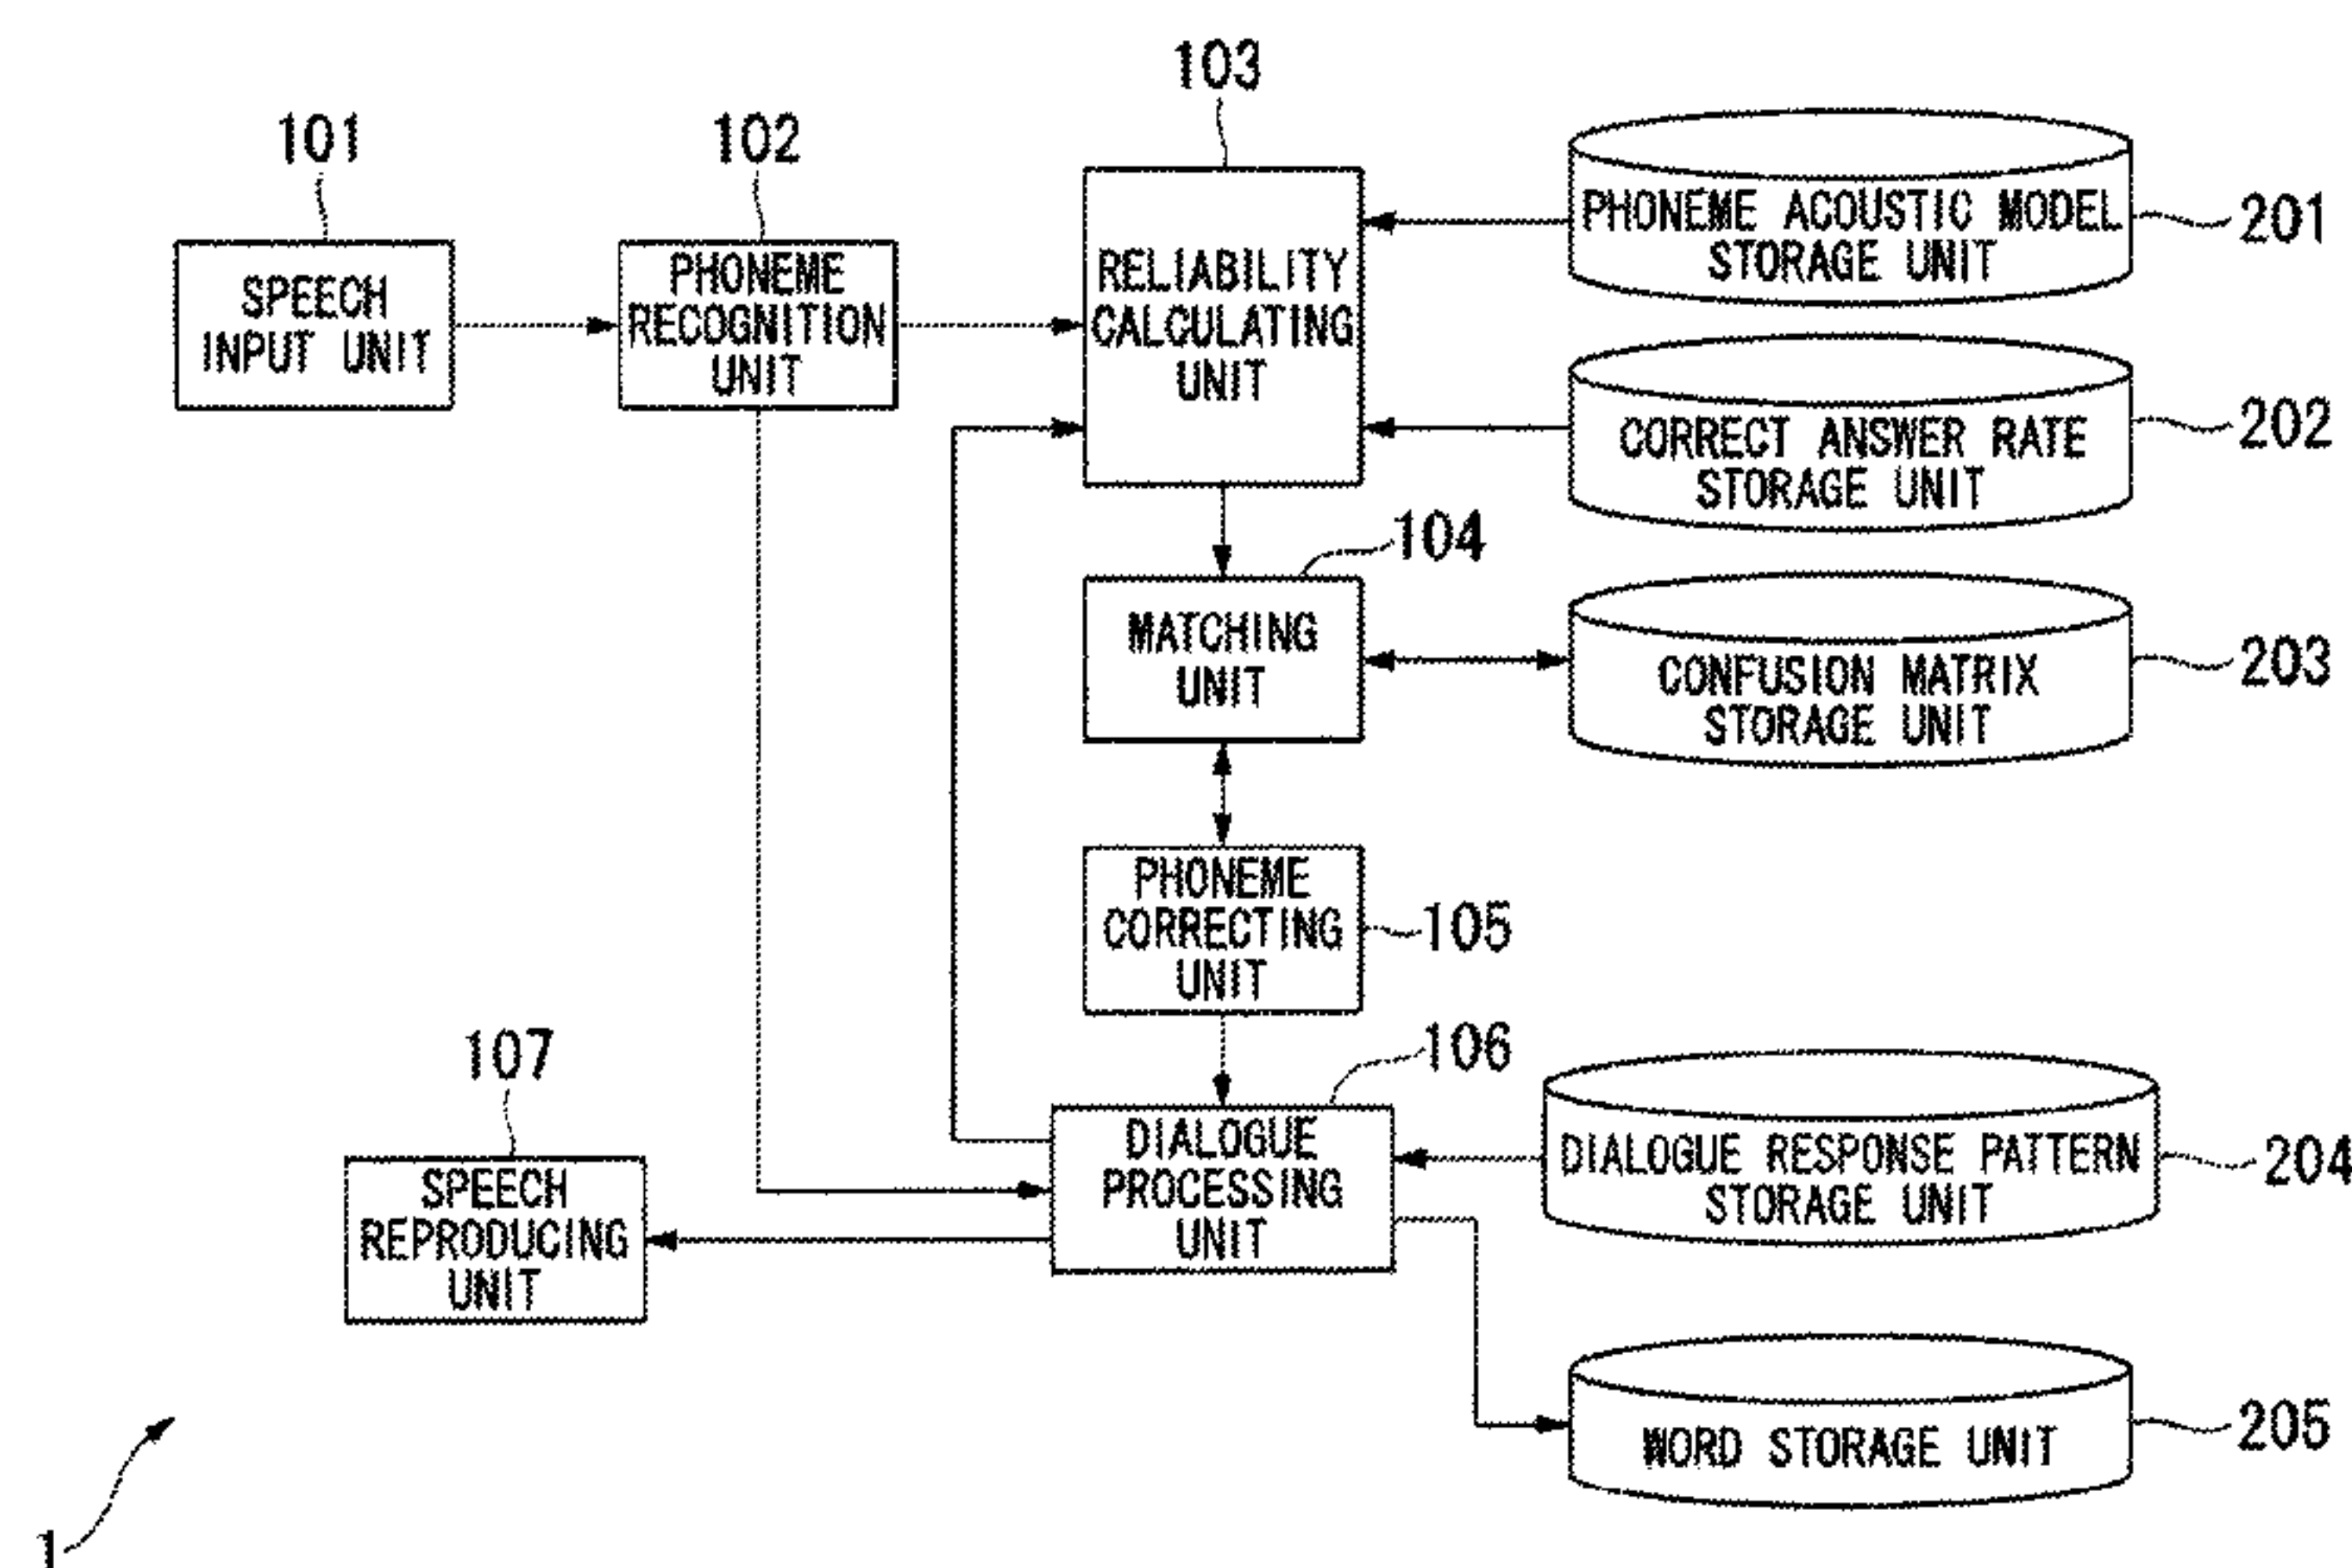 103
101
102
SPEECH
INPUT UNIT
PHONEME
RECOGNITION
UNIT
RELIABILITY
CALCULATING
UNIT
PHONEME ACOUSTIC MODEL
STORAGE UNIT
201
CORRECT ANSWER RATE
STORAGE UNIT
202
104
MATCHING
UNIT
CONFUSION MATRIX
STORAGE UNIT
203
PHONEME
CORRECTING
UNIT
105
107
106
SPEECH
REPRODUCING
UNIT
DIALOGUE
PROCESSING
UNIT
DIALOGUE RESPONSE PATTERN
STORAGE UNIT
204
WORD STORAGE UNIT
205
1